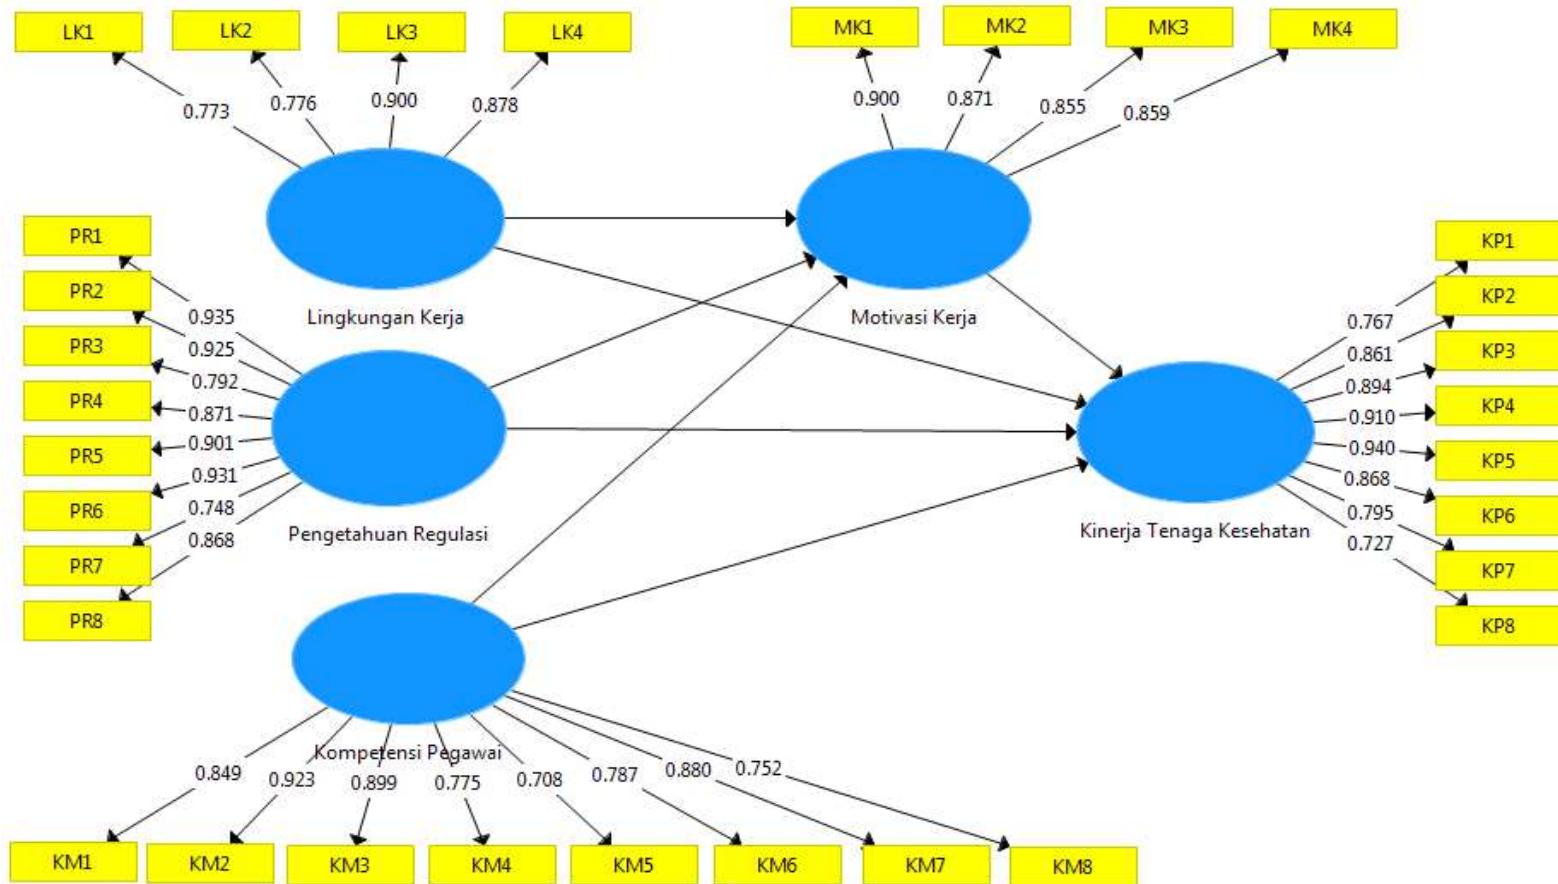 LK1
LK2
LK3
LK4
MK1
MK2
MK3
MK4
0.773
0.776
0.900
0.878
0.900
0.871
0.855
0.859
Lingkungan Kerja
Motivasi Kerja
PR1
PR2
PR3
PR4
PR5
PR6
PR7
PR8
0.935
0.925
0.792
0.871
0.901
0.931
0.748
0.868
Pengetahuan Regulasi
KP1
KP2
KP3
KP4
KP5
KP6
KP7
KP8
0.767
0.861
0.894
0.910
0.940
0.868
0.795
0.727
Kinerja Tenaga Kesehatan
Kompetensi Pegawai
0.849
0.923
0.899
0.775
0.708
0.787
0.880
0.752
KM1
KM2
KM3
KM4
KM5
KM6
KM7
KM8